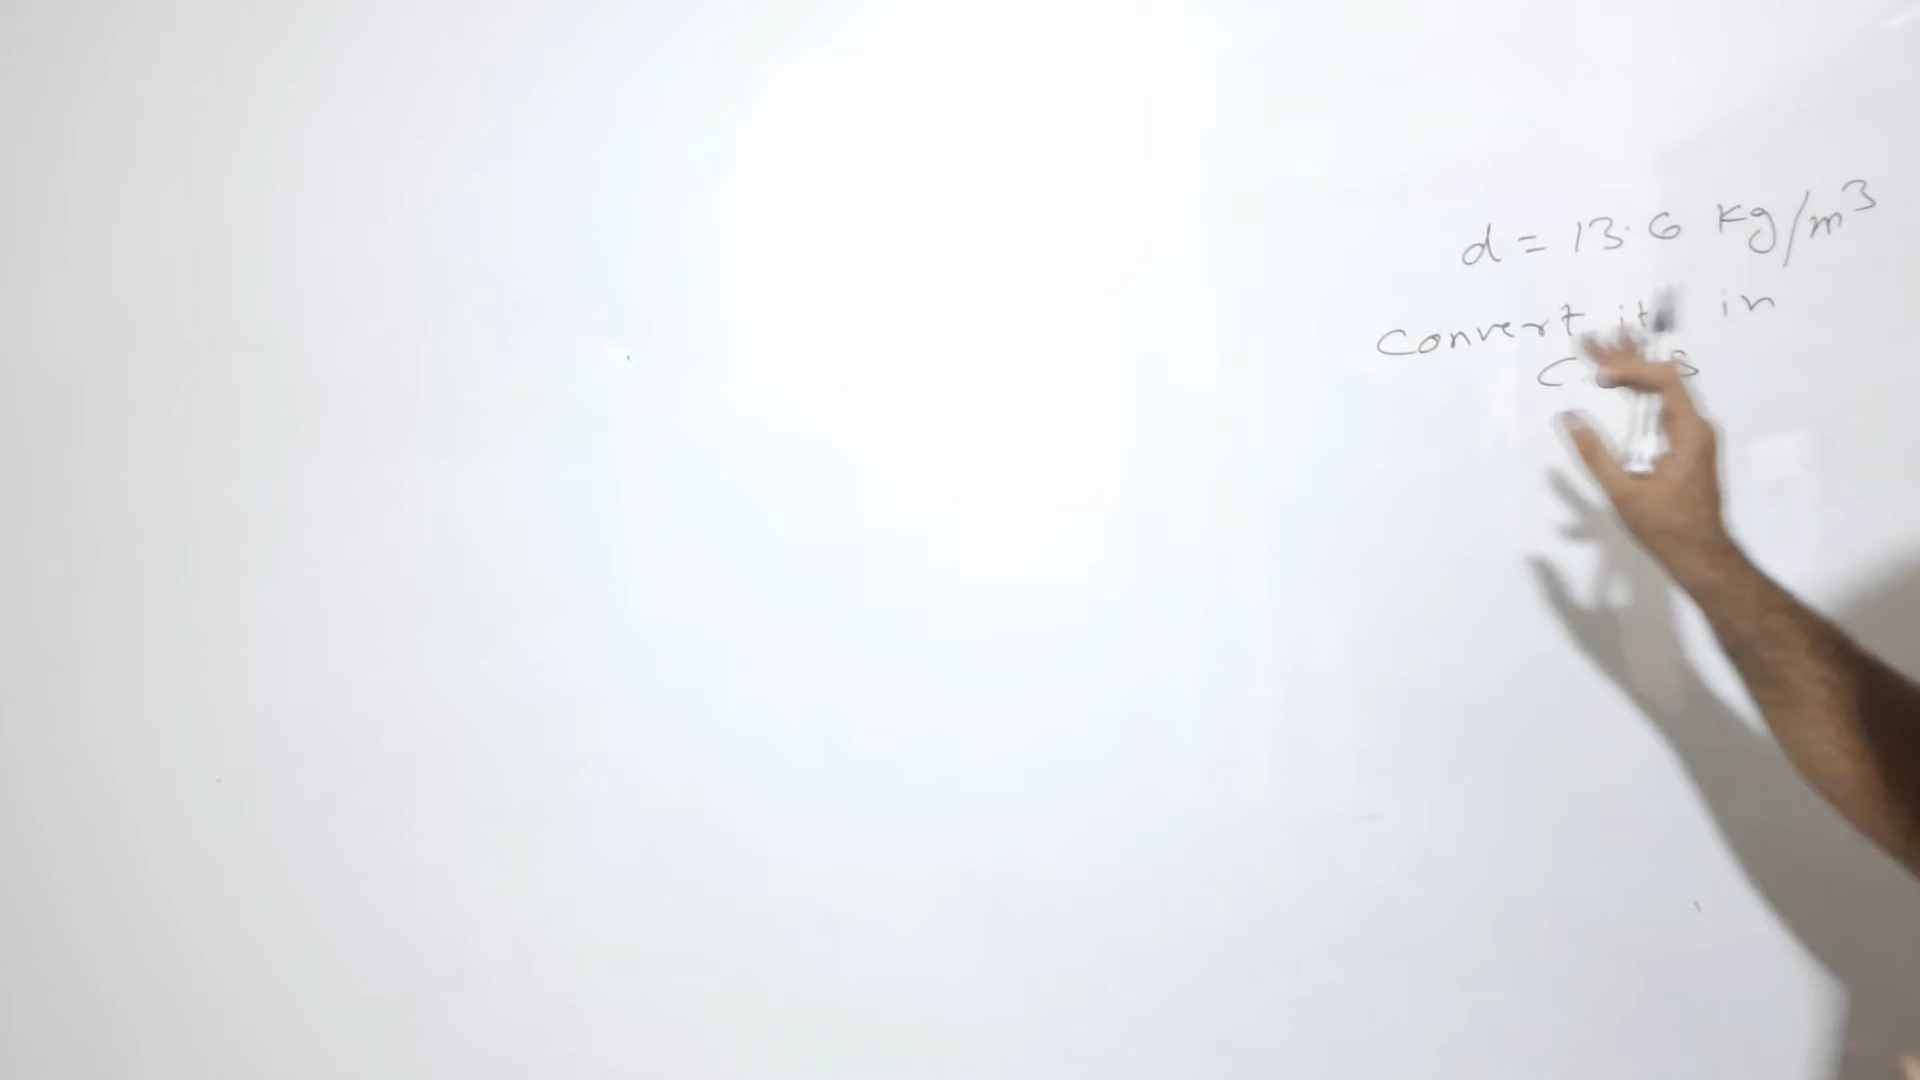 d = 13.6 kg/m³
Convert it in